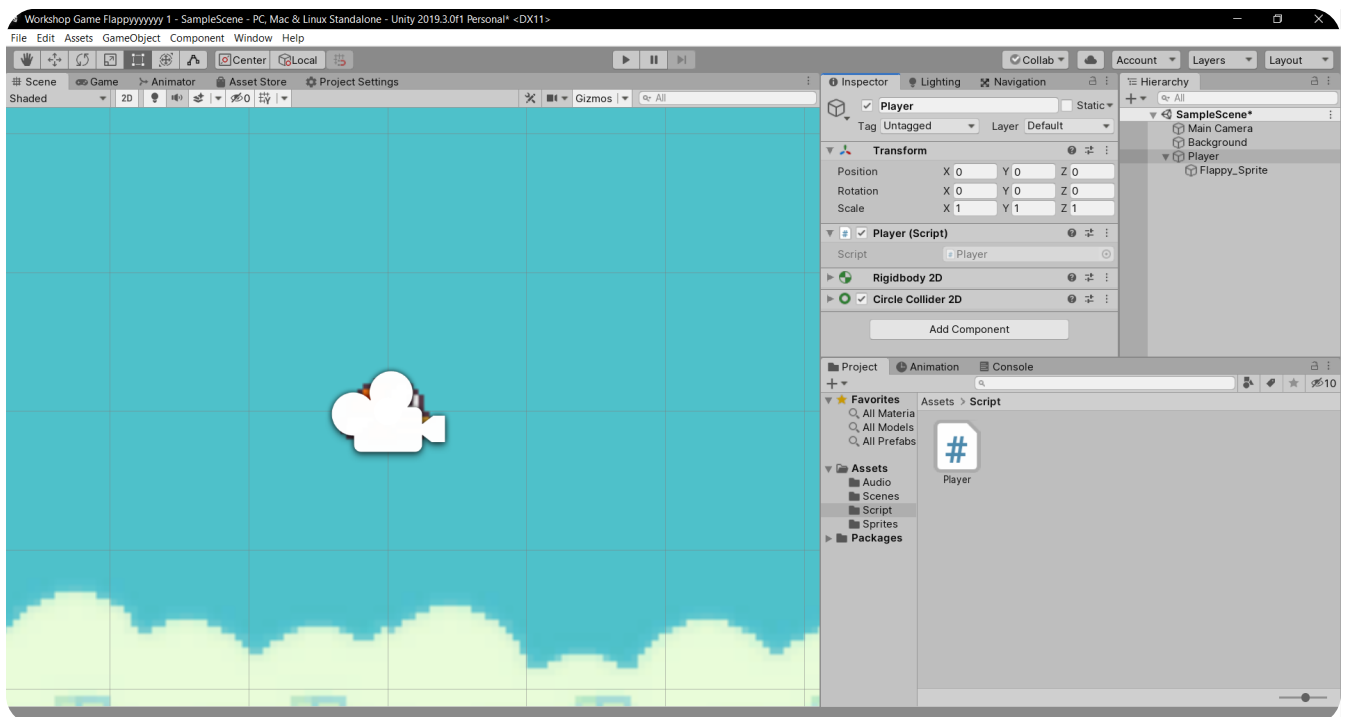 Workshop Game Flappyyyyyyy 1 - SampleScene - PC, Mac & Linux Standalone - Unity 2019.3.0f1 Personal* <DX11>
File Edit Assets GameObject Component Window Help
Center Local Collab Account Layers Layout
Scene Game Animator Asset Store Project Settings
Shaded 2D 0 Gizmos All
Inspector Lighting Navigation
Player Static
Tag Untagged Layer Default
Transform
Position X 0 Y 0 Z 0
Rotation X 0 Y 0 Z 0
Scale X 1 Y 1 Z 1
# Player (Script)
Script Player
Rigidbody 2D
Circle Collider 2D
Add Component
Hierarchy
All
SampleScene*
Main Camera
Background
Player
Flappy_Sprite
Project Animation Console
10
Favorites
All Materia
All Models
All Prefabs
Assets
Audio
Scenes
Script
Sprites
Packages
Assets > Script
#
Player